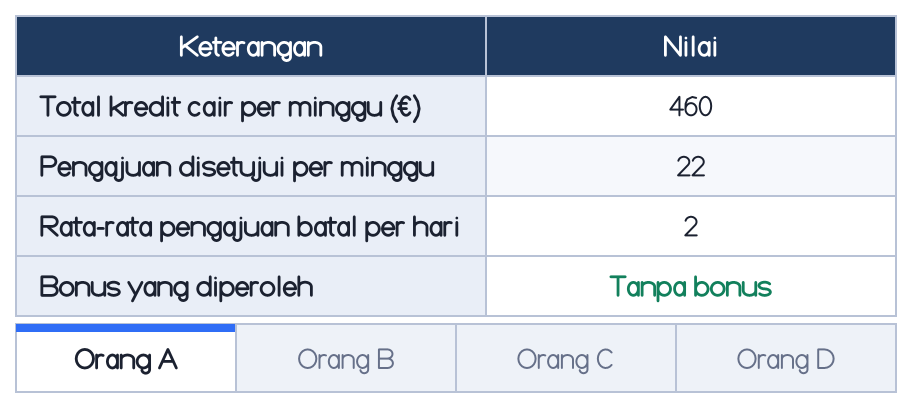 Keterangan Nilai
Total kredit cair per minggu (€) 460
Pengajuan disetujui per minggu 22
Rata-rata pengajuan batal per hari 2
Bonus yang diperoleh Tanpa bonus
Orang A Orang B Orang C Orang D